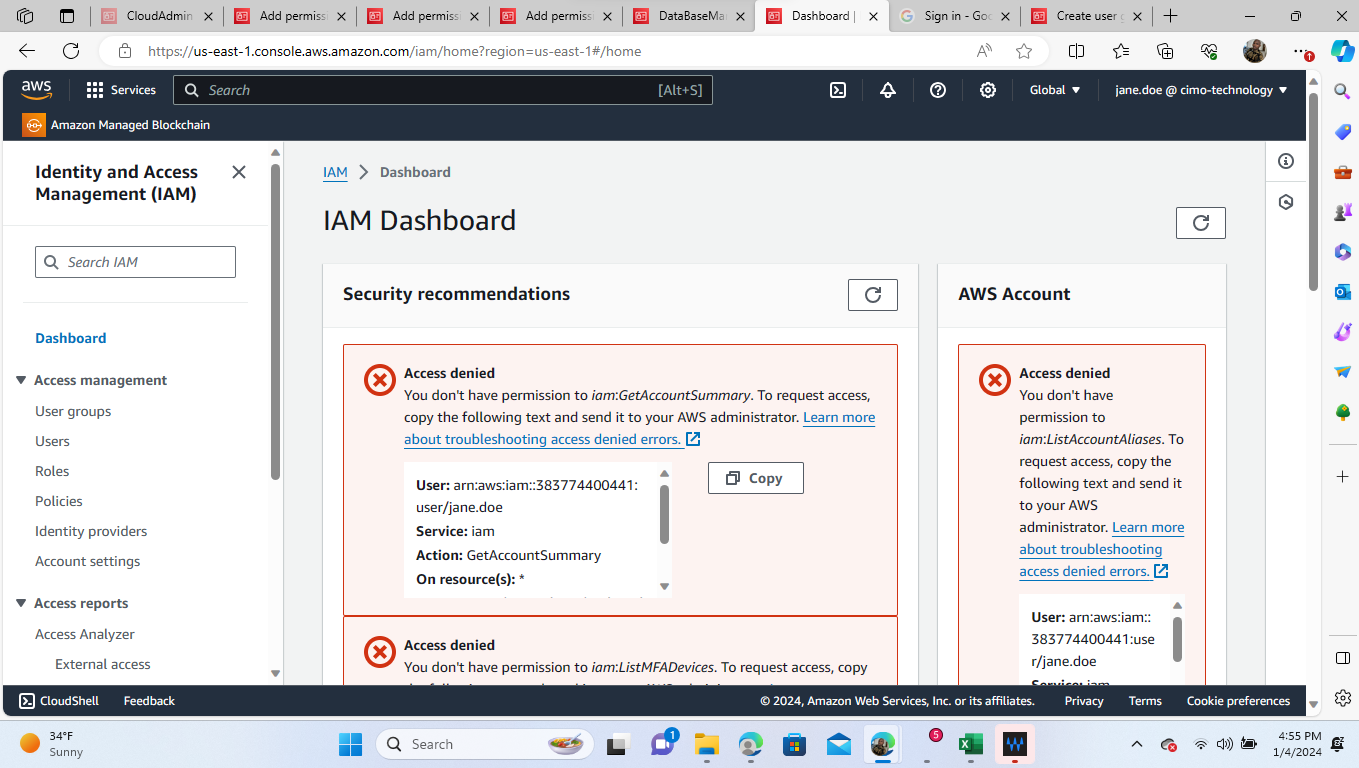 CloudAdmin
Add permis
Add permis
Add permis
DataBaseMa
Dashboard |
Sign in - Goo
Create user g
https://us-east-1.console.aws.amazon.com/iam/home?region=us-east-1#/home
aws
Services
Search
[Alt+S]
Global
jane.doe @ cimo-technology
Amazon Managed Blockchain
Identity and Access
Management (IAM)
Search IAM
Dashboard
Access management
User groups
Users
Roles
Policies
Identity providers
Account settings
Access reports
Access Analyzer
External access
IAM
Dashboard
IAM Dashboard
Security recommendations
Access denied
You don't have permission to iam:GetAccountSummary. To request access,
copy the following text and send it to your AWS administrator. Learn more
about troubleshooting access denied errors.
User: arn:aws:iam::383774400441:
user/jane.doe
Service: iam
Action: GetAccountSummary
On resource(s): *
Copy
Access denied
You don't have permission to iam:ListMFADevices. To request access, copy
AWS Account
Access denied
You don't have
permission to
iam:ListAccountAliases. To
request access, copy the
following text and send it
to your AWS
administrator. Learn more
about troubleshooting
access denied errors.
User: arn:aws:iam::
383774400441:use
r/jane.doe
Service: iam
CloudShell
Feedback
© 2024, Amazon Web Services, Inc. or its affiliates.
Privacy
Terms
Cookie preferences
34°F
Sunny
Search
1
5
4:55 PM
1/4/2024